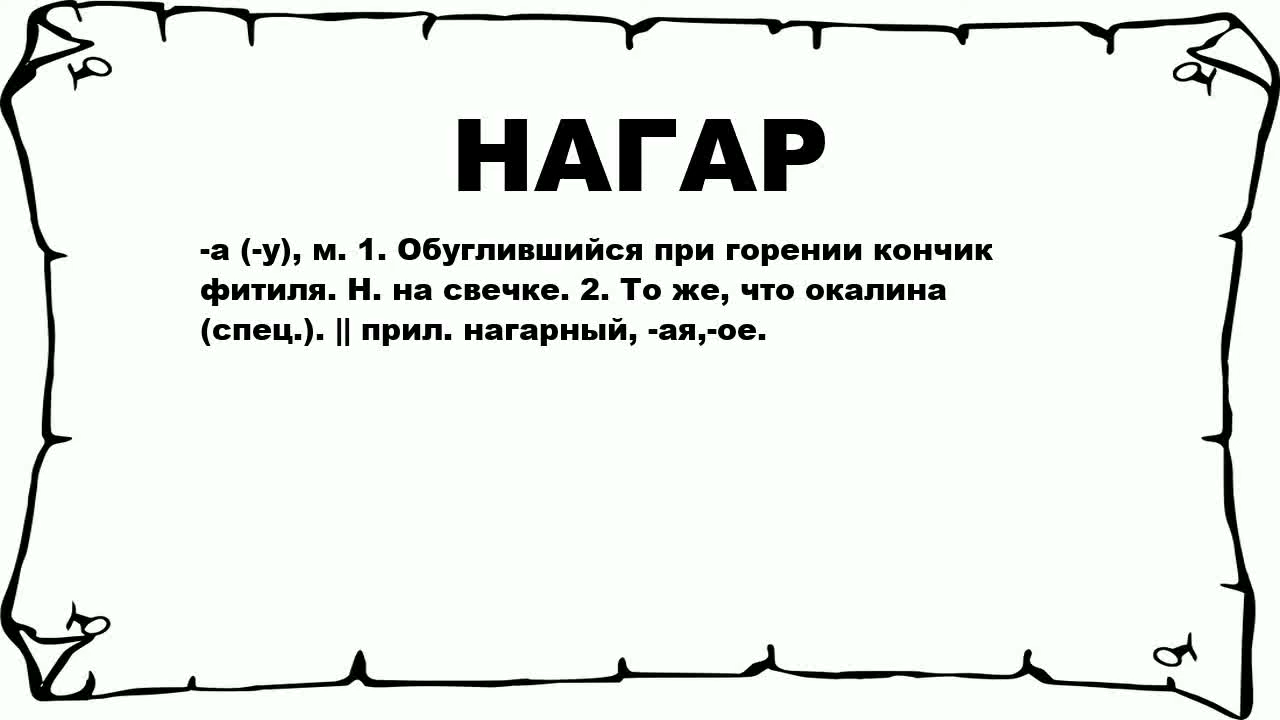 НАГАР
-а (-у), м. 1. Обуглившийся при горении кончик
фитиля. Н. на свечке. 2. То же, что окалина
(спец.). || прил. нагарный, -ая,-ое.